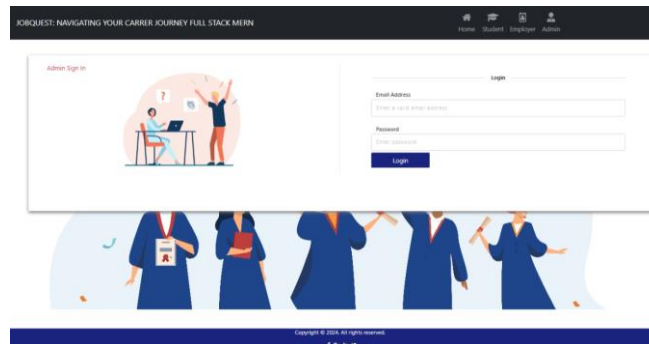 JOBQUEST: NAVIGATING YOUR CARRER JOURNEY FULL STACK MERN
Home Student Employer Admin
Admin Sign In
?
Login
Email Address
Enter a valid email address
Password
Enter password
Login
Copyright © 2024. All rights reserved.